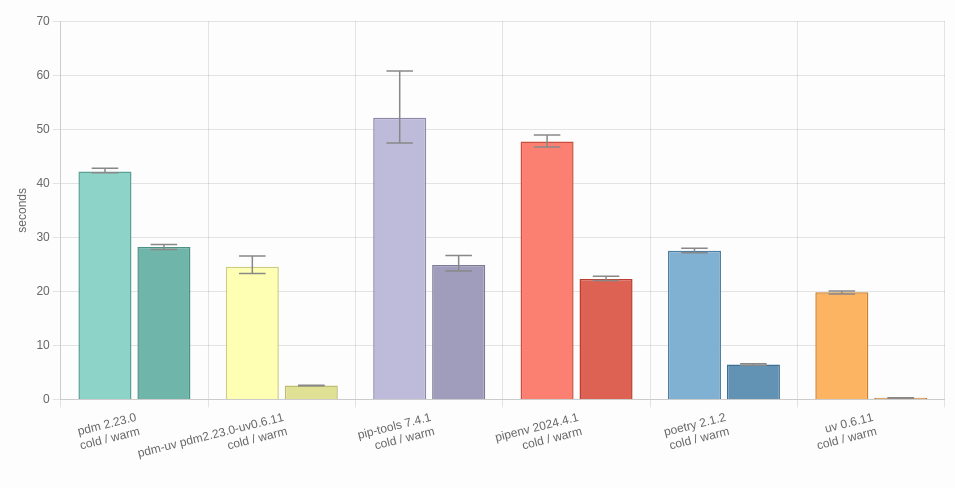 70
60
50
40
30
20
10
0
seconds
pdm 2.23.0
cold / warm
pdm-uv pdm2.23.0-uv0.6.11
cold / warm
pip-tools 7.4.1
cold / warm
pipenv 2024.4.1
cold / warm
poetry 2.1.2
cold / warm
uv 0.6.11
cold / warm